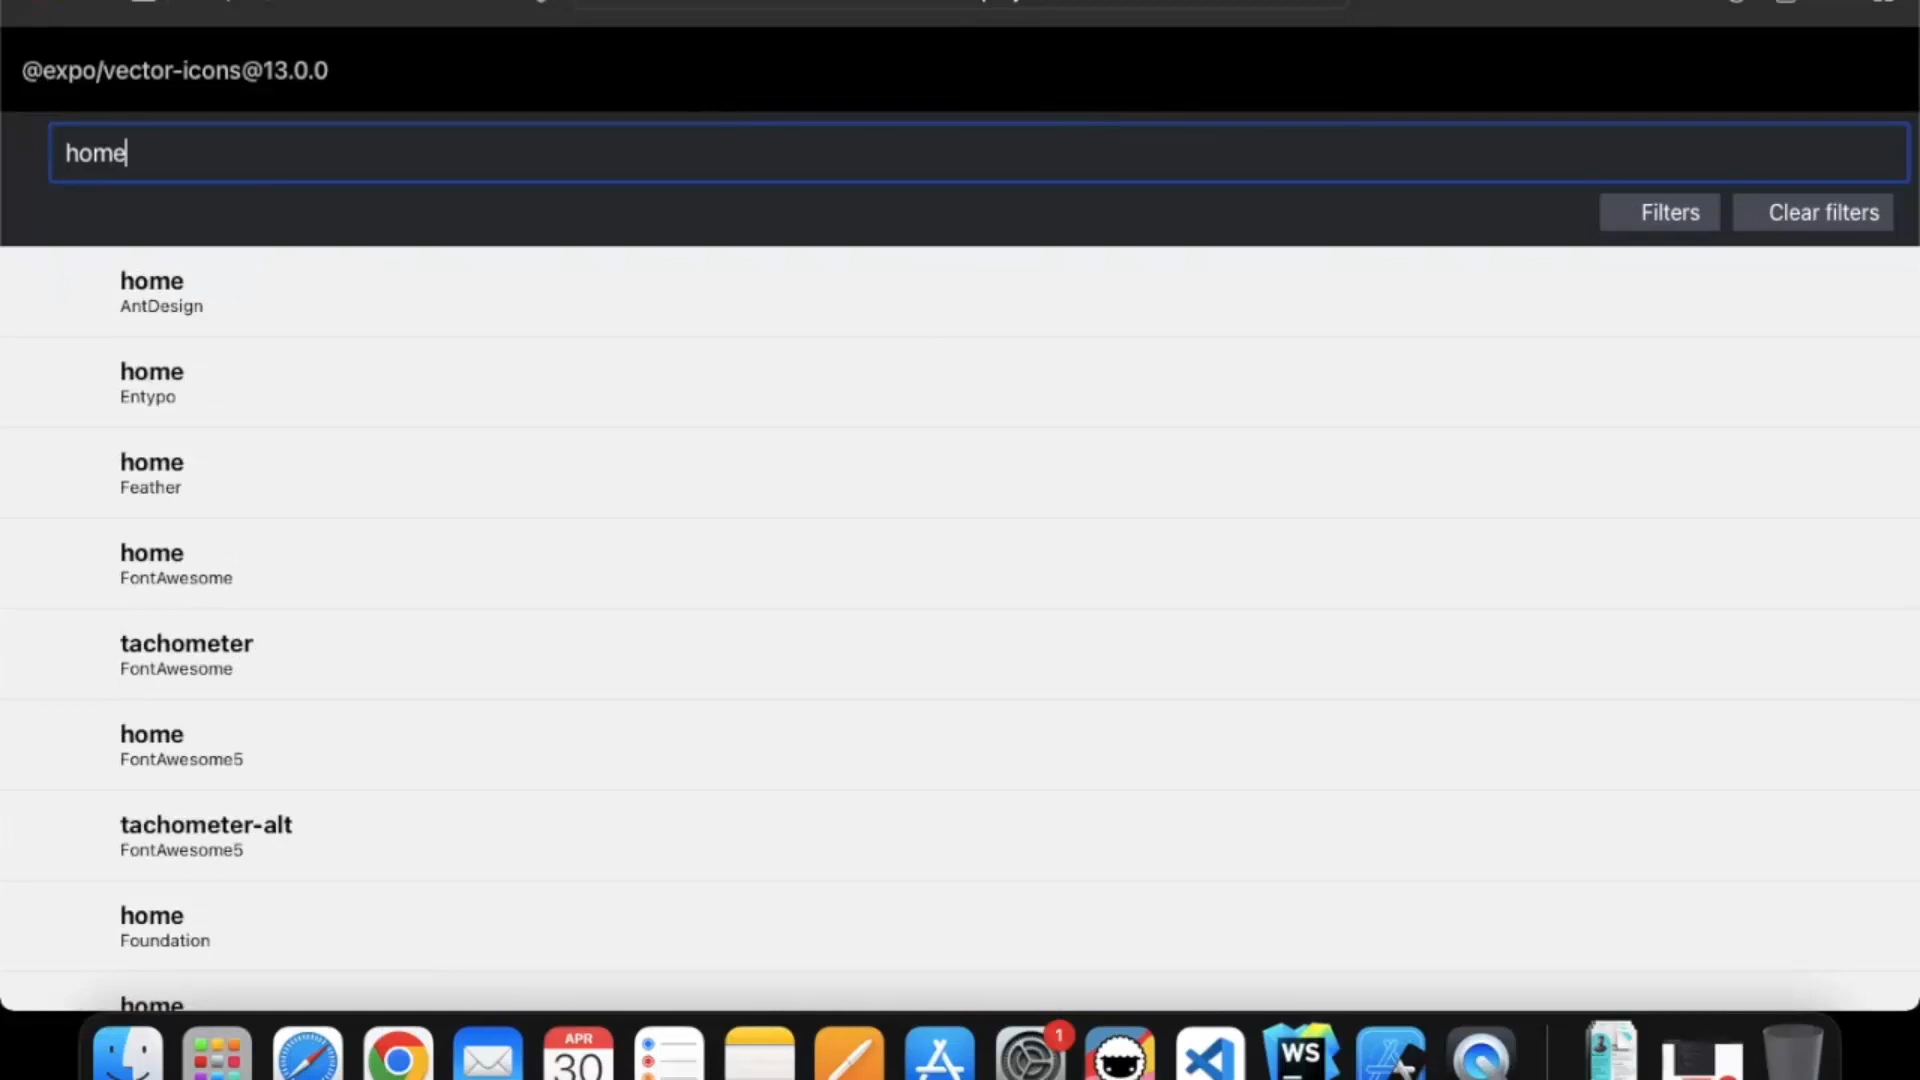 @expo/vector-icons@13.0.0
home
Filters
Clear filters
home
AntDesign
home
Entypo
home
Feather
home
FontAwesome
tachometer
FontAwesome
home
FontAwesome5
tachometer-alt
FontAwesome5
home
Foundation
home
APR
30
1
WS